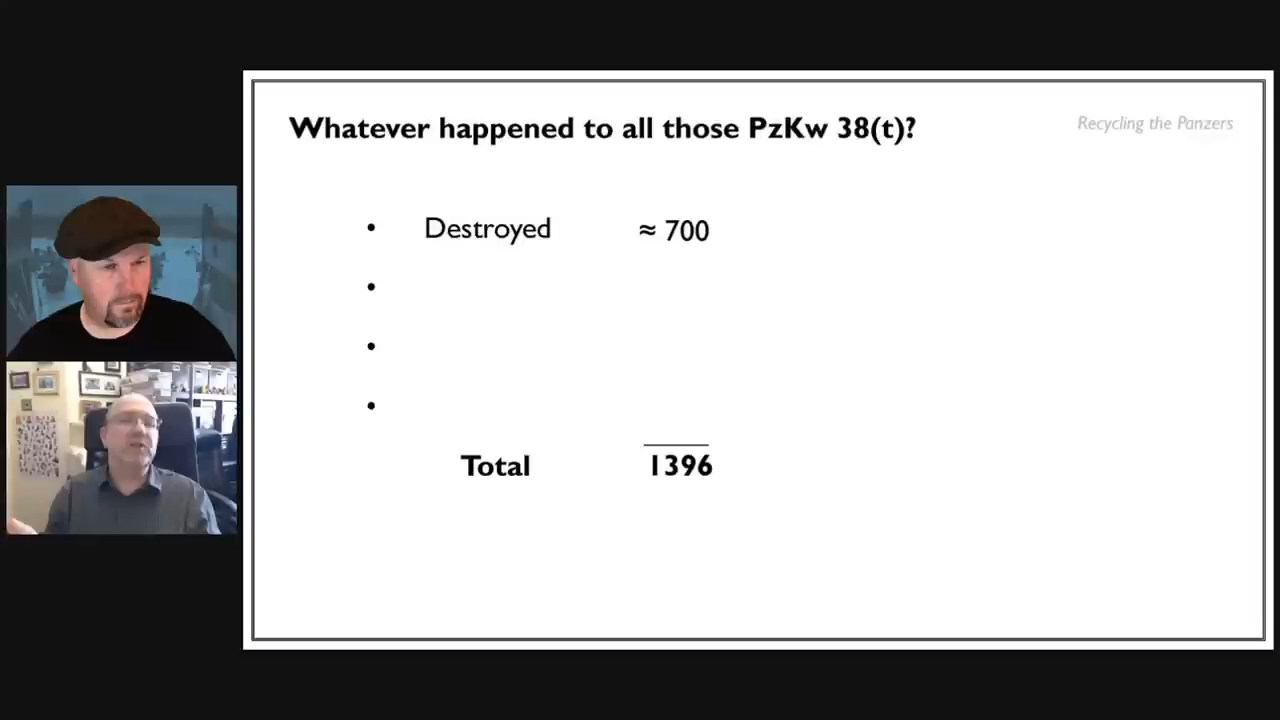 Whatever happened to all those PzKw 38(t)?
Recycling the Panzers
• Destroyed ≈ 700
•
•
•
Total 1396